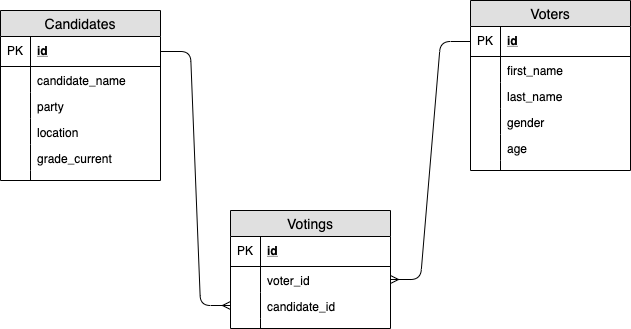 Candidates
PK id
candidate_name
party
location
grade_current
Voters
PK id
first_name
last_name
gender
age
Votings
PK id
voter_id
candidate_id